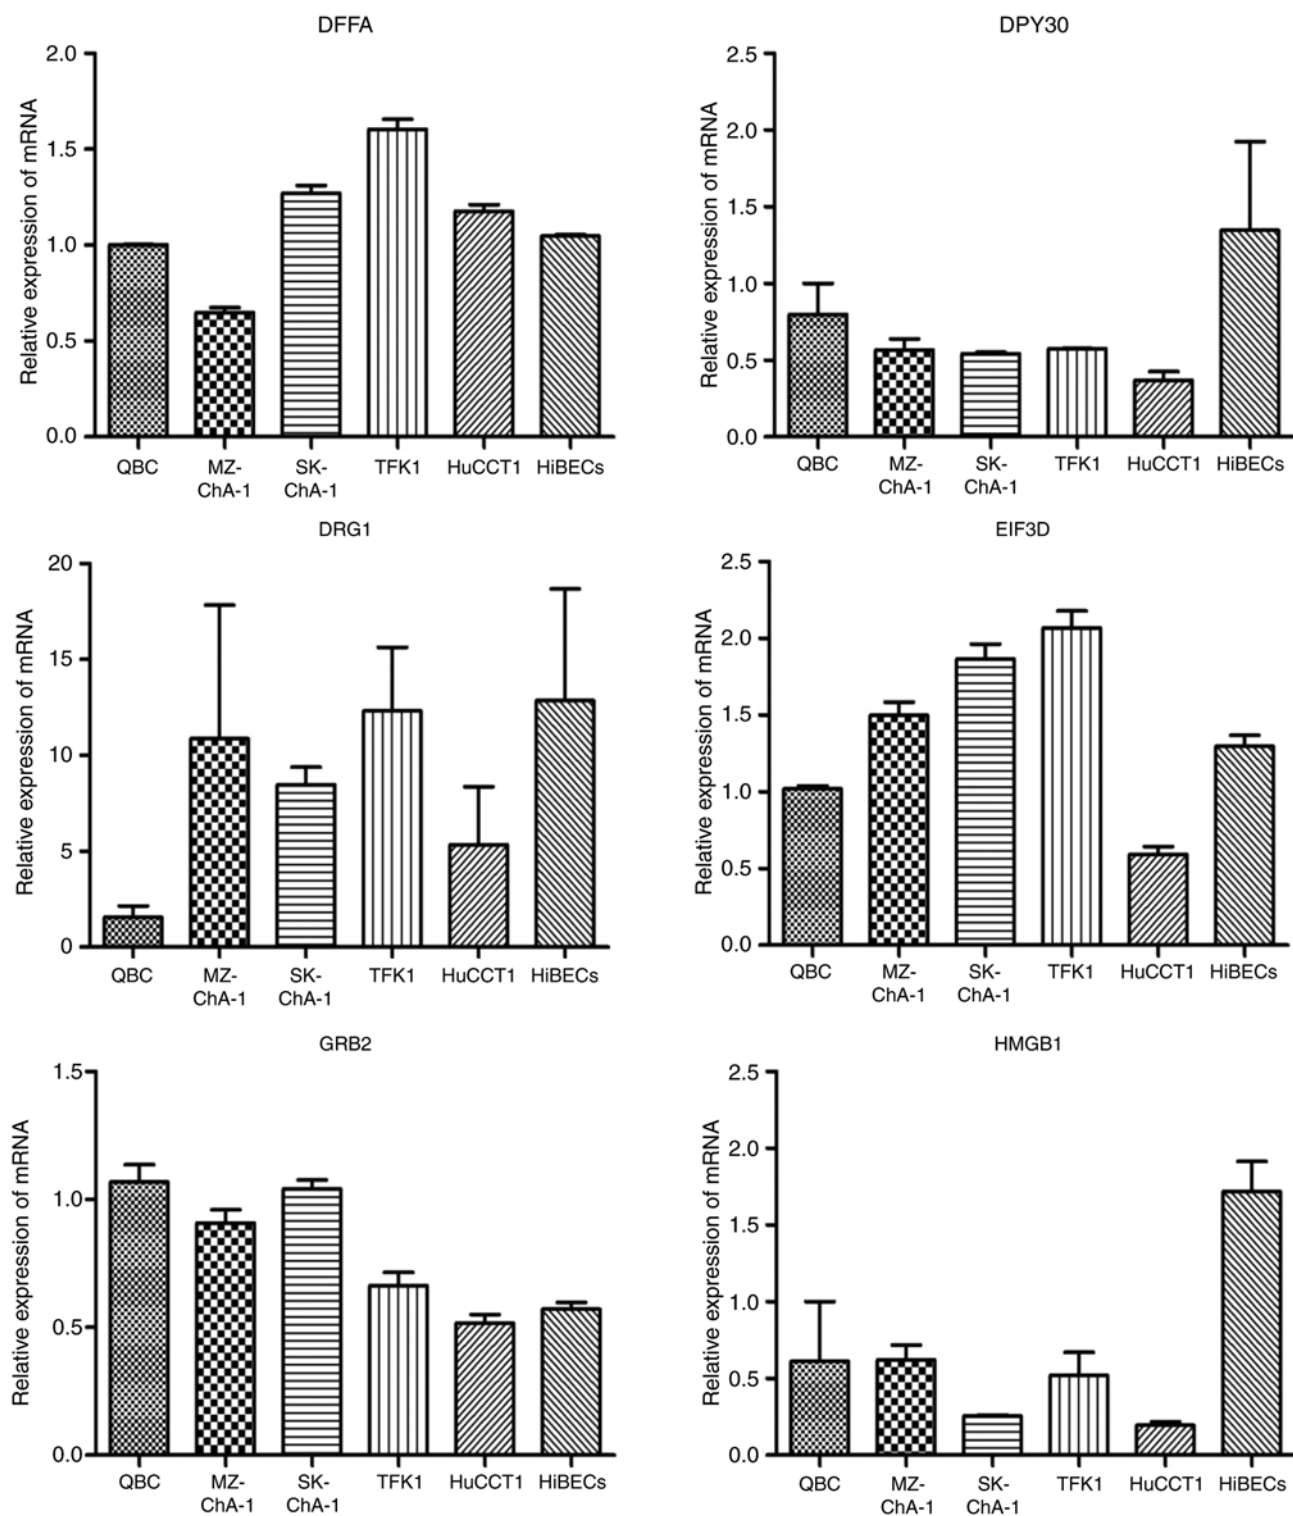 DFFA
Relative expression of mRNA
2.0
1.5
1.0
0.5
0.0
QBC
MZ-
ChA-1
SK-
ChA-1
TFK1
HuCCT1
HiBECs
DPY30
Relative expression of mRNA
2.5
2.0
1.5
1.0
0.5
0.0
QBC
MZ-
ChA-1
SK-
ChA-1
TFK1
HuCCT1
HiBECs
DRG1
Relative expression of mRNA
20
15
10
5
0
QBC
MZ-
ChA-1
SK-
ChA-1
TFK1
HuCCT1
HiBECs
EIF3D
Relative expression of mRNA
2.5
2.0
1.5
1.0
0.5
0.0
QBC
MZ-
ChA-1
SK-
ChA-1
TFK1
HuCCT1
HiBECs
GRB2
Relative expression of mRNA
1.5
1.0
0.5
0.0
QBC
MZ-
ChA-1
SK-
ChA-1
TFK1
HuCCT1
HiBECs
HMGB1
Relative expression of mRNA
2.5
2.0
1.5
1.0
0.5
0.0
QBC
MZ-
ChA-1
SK-
ChA-1
TFK1
HuCCT1
HiBECs